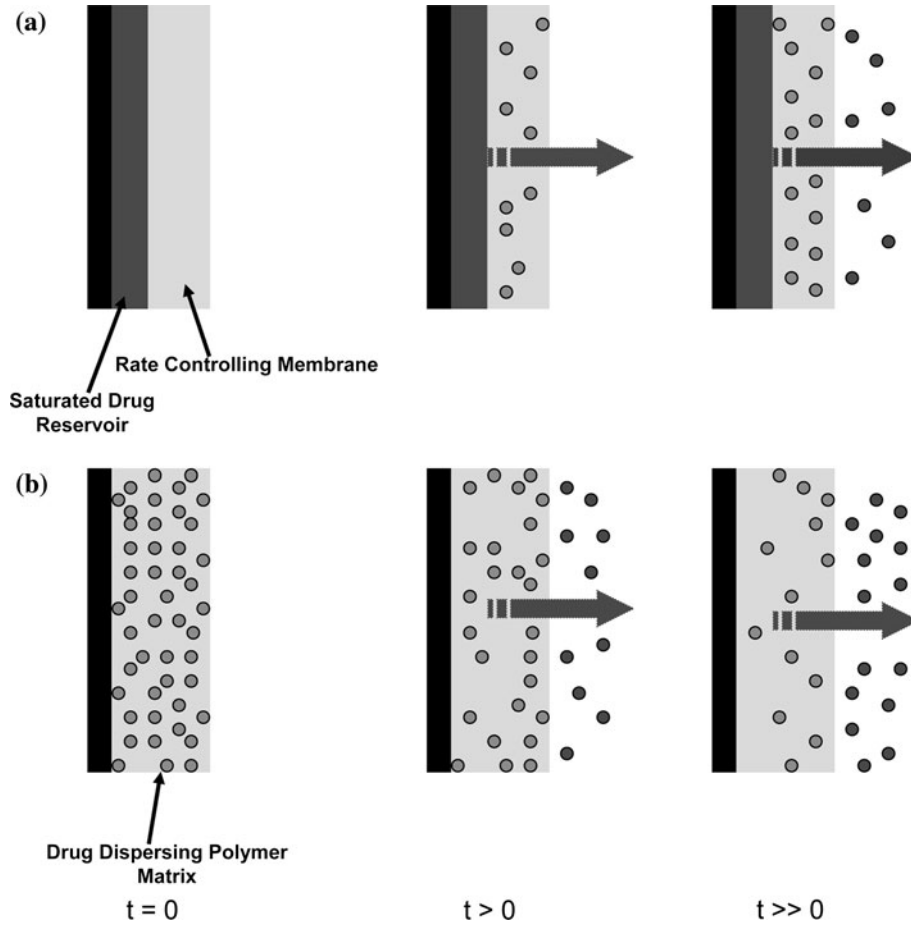 (a)
Rate Controlling Membrane
Saturated Drug
Reservoir
(b)
Drug Dispersing Polymer
Matrix
t = 0
t > 0
t >> 0